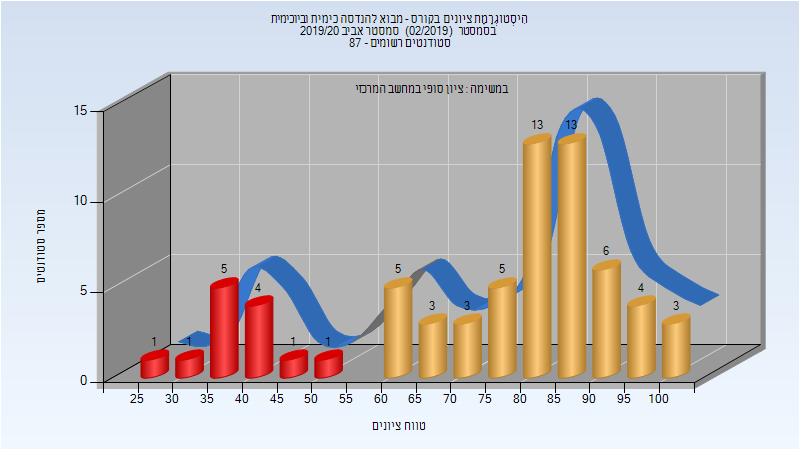 היסטוגרמת ציונים בקורס - מבוא להנדסה כימית וביוכימית
בסמסטר (02/2019) סמסטר אביב 2019/20
סטודנטים רשומים - 87
במשימה : ציון סופי במחשב המרכזי
מספר סטודנטים
15
10
5
0
1
1
5
4
1
1
5
3
3
5
13
13
6
4
3
25 30 35 40 45 50 55 60 65 70 75 80 85 90 95 100
טווח ציונים